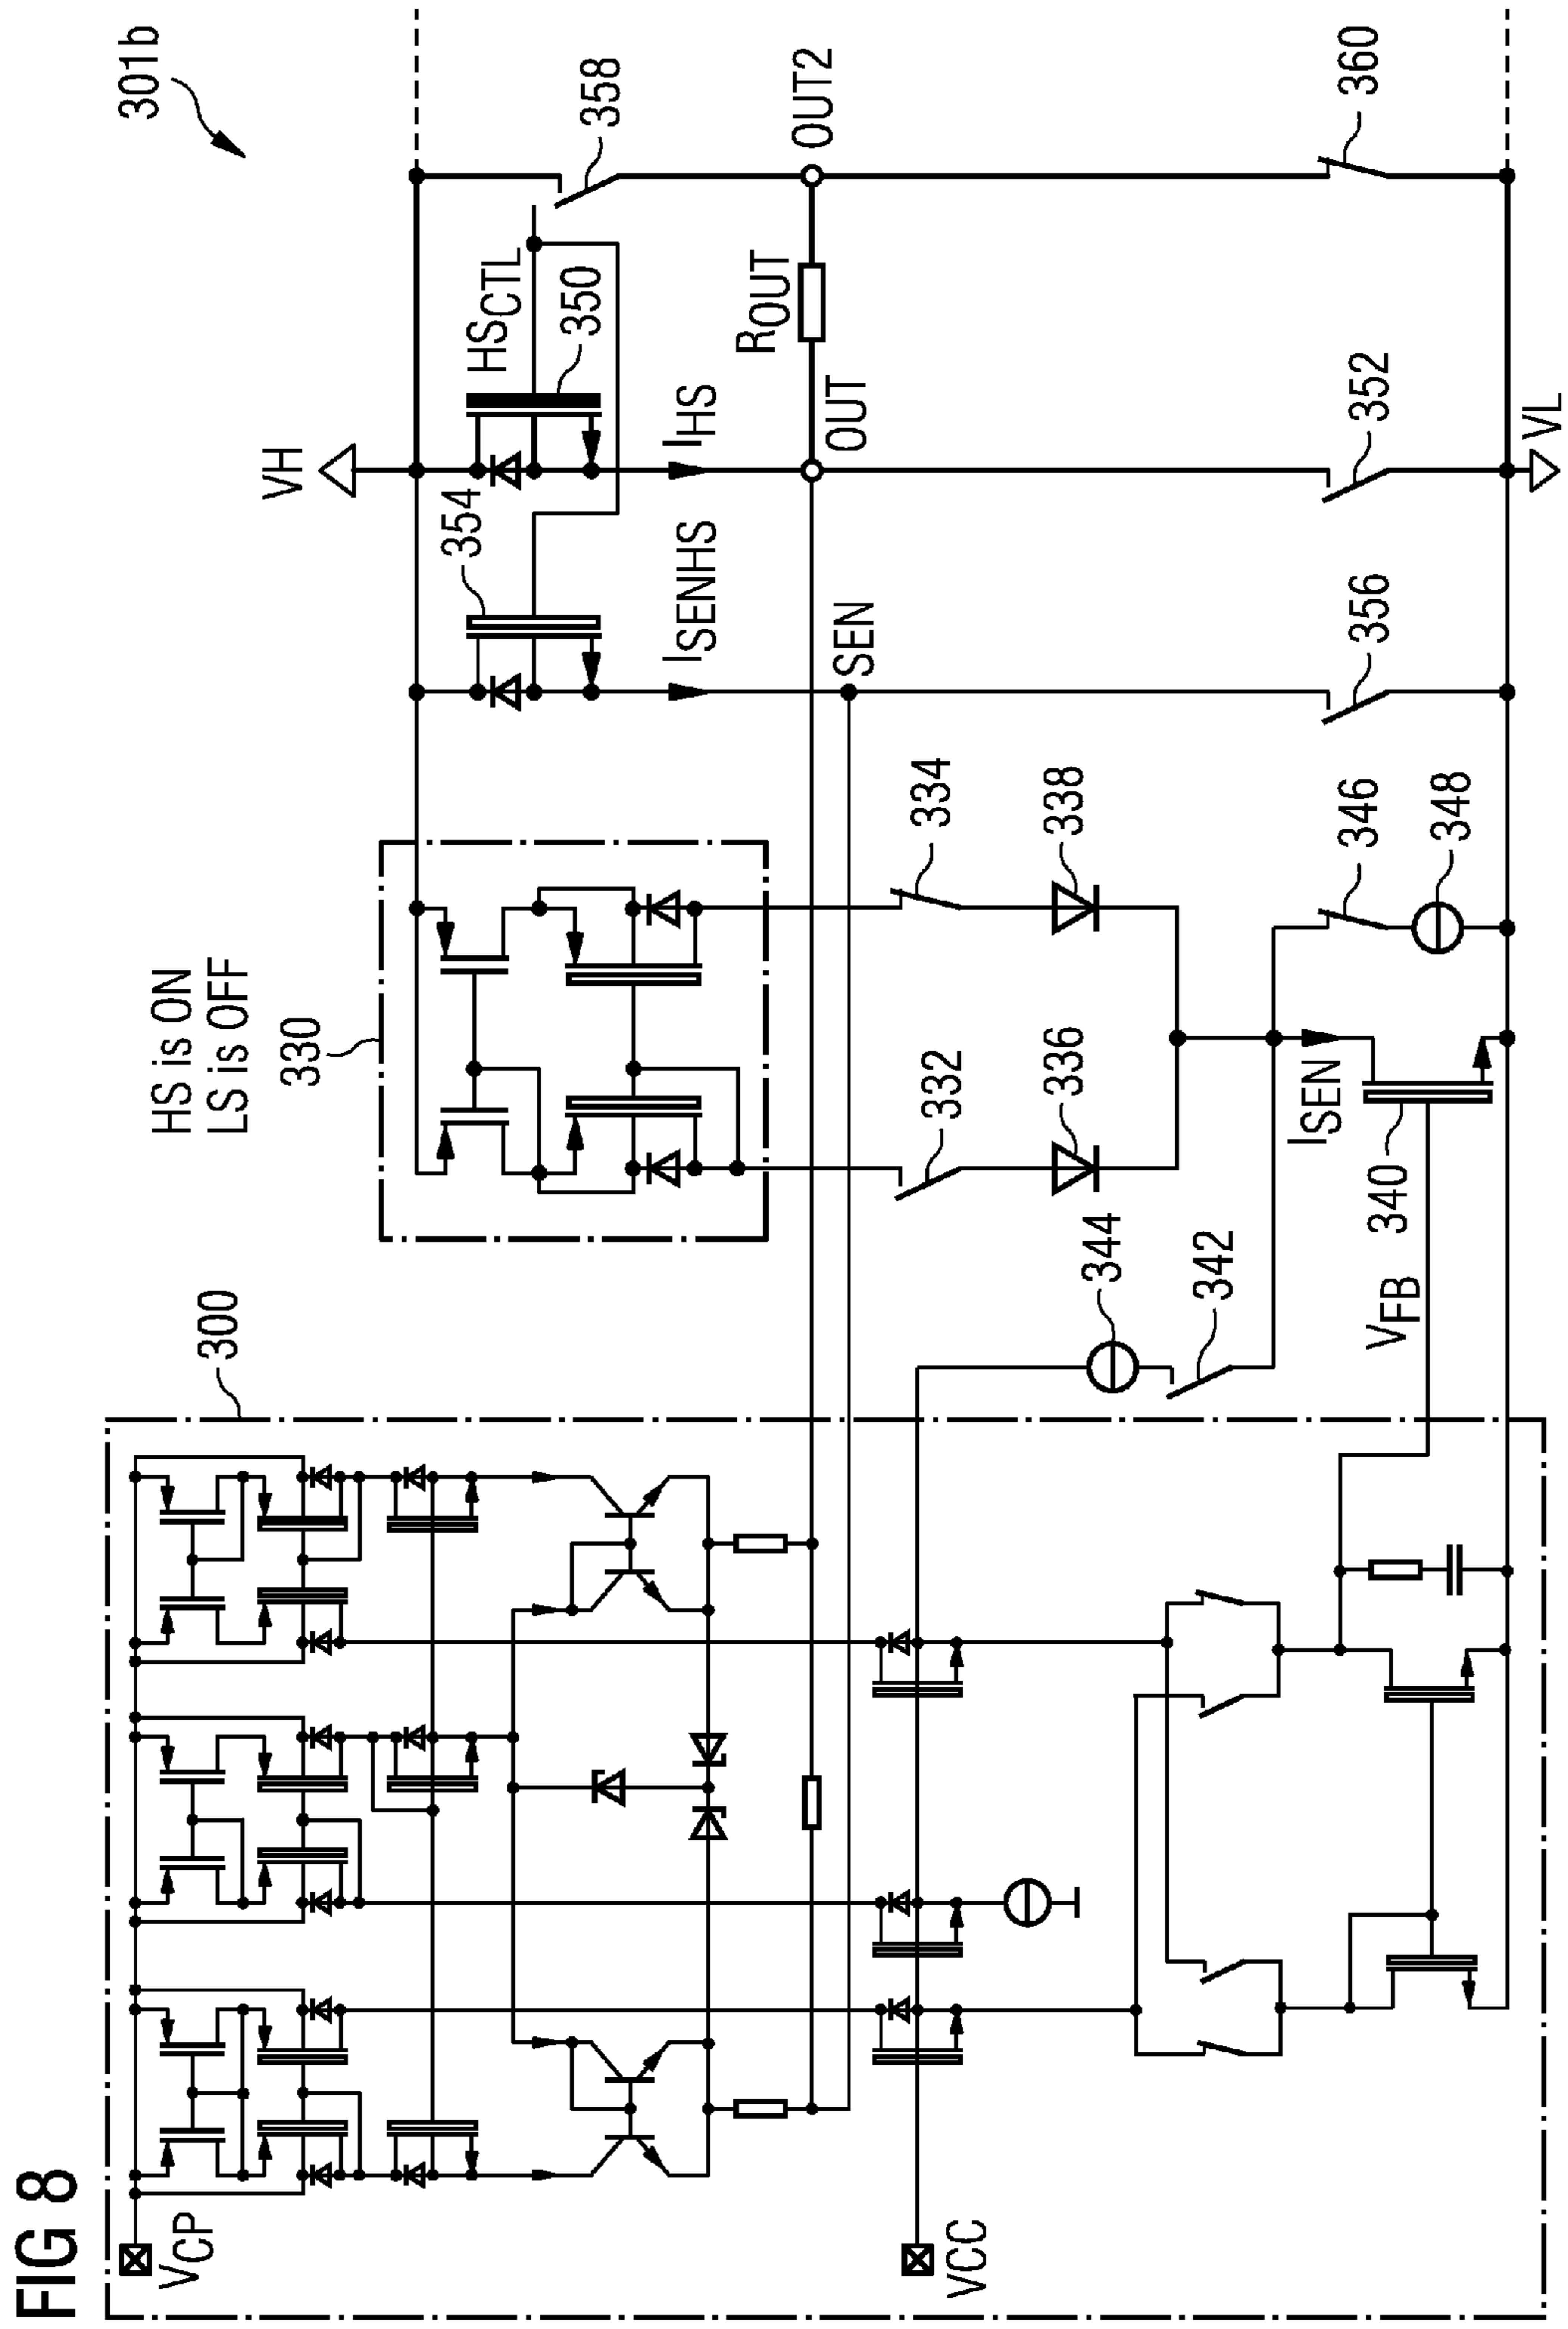 FIG 8
301b
HS is ON
LS is OFF
VH
HSCTL
358
350
354
330
300
VCP
IHS
ISENHS
ROUT
OUT2
OUT
SEN
334
338
332
336
344
342
VCC
352
356
360
346
348
ISEN
340
VFB
VL